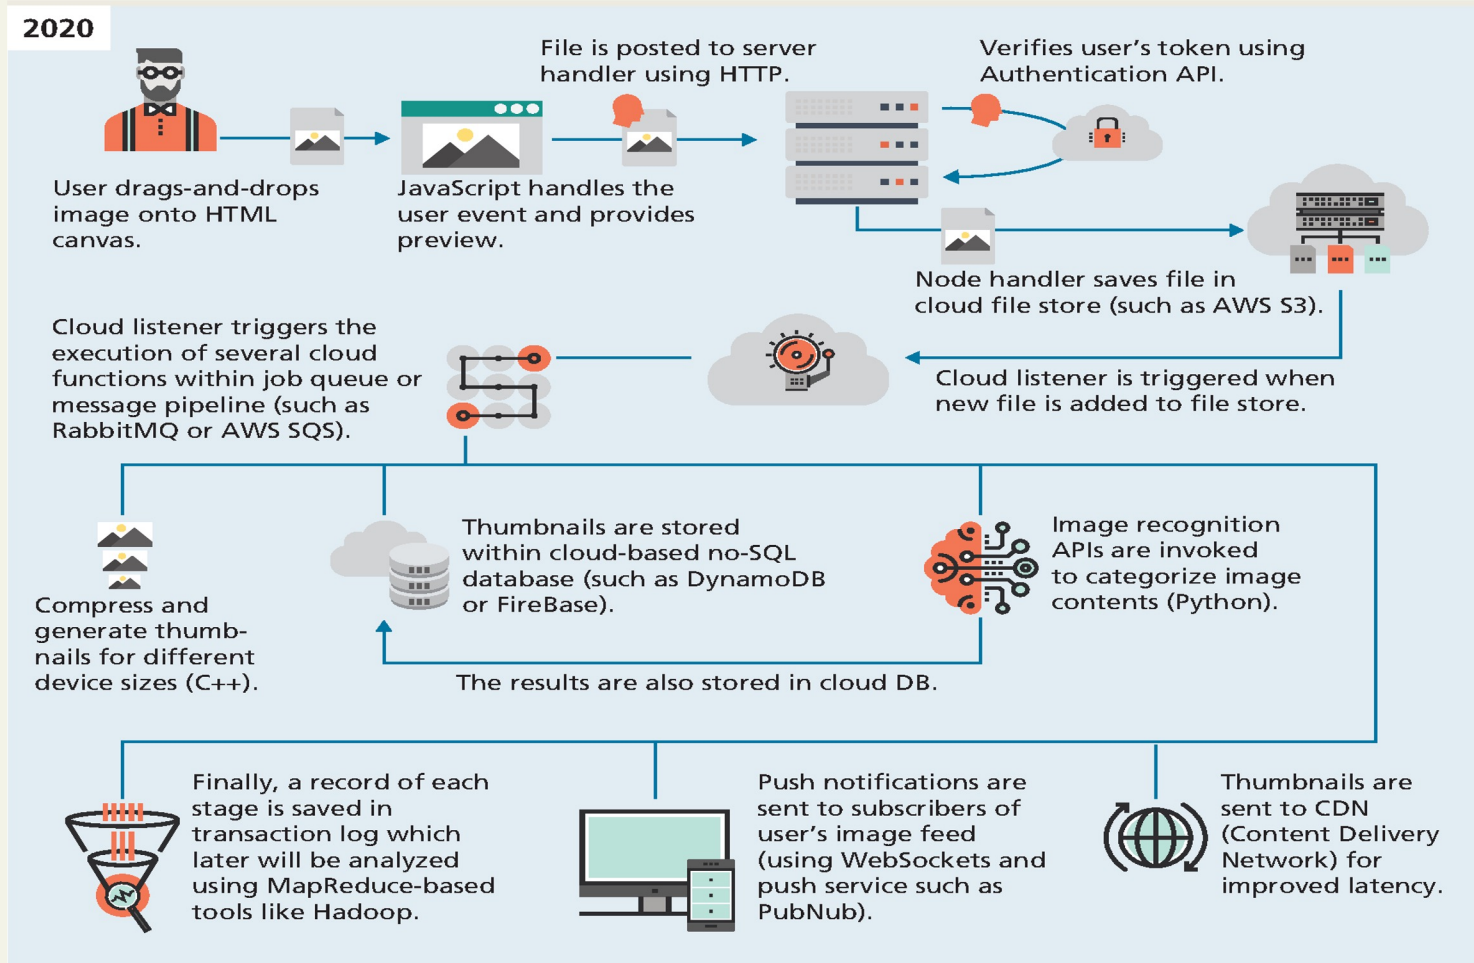 2020
File is posted to server
handler using HTTP.
Verifies user's token using
Authentication API.
User drags-and-drops
image onto HTML
canvas.
JavaScript handles the
user event and provides
preview.
Node handler saves file in
cloud file store (such as AWS S3).
Cloud listener triggers the
execution of several cloud
functions within job queue or
message pipeline (such as
RabbitMQ or AWS SQS).
Cloud listener is triggered when
new file is added to file store.
Compress and
generate thumb-
nails for different
device sizes (C++).
Thumbnails are stored
within cloud-based no-SQL
database (such as DynamoDB
or FireBase).
Image recognition
APIs are invoked
to categorize image
contents (Python).
The results are also stored in cloud DB.
Finally, a record of each
stage is saved in
transaction log which
later will be analyzed
using MapReduce-based
tools like Hadoop.
Push notifications are
sent to subscribers of
user's image feed
(using WebSockets and
push service such as
PubNub).
Thumbnails are
sent to CDN
(Content Delivery
Network) for
improved latency.